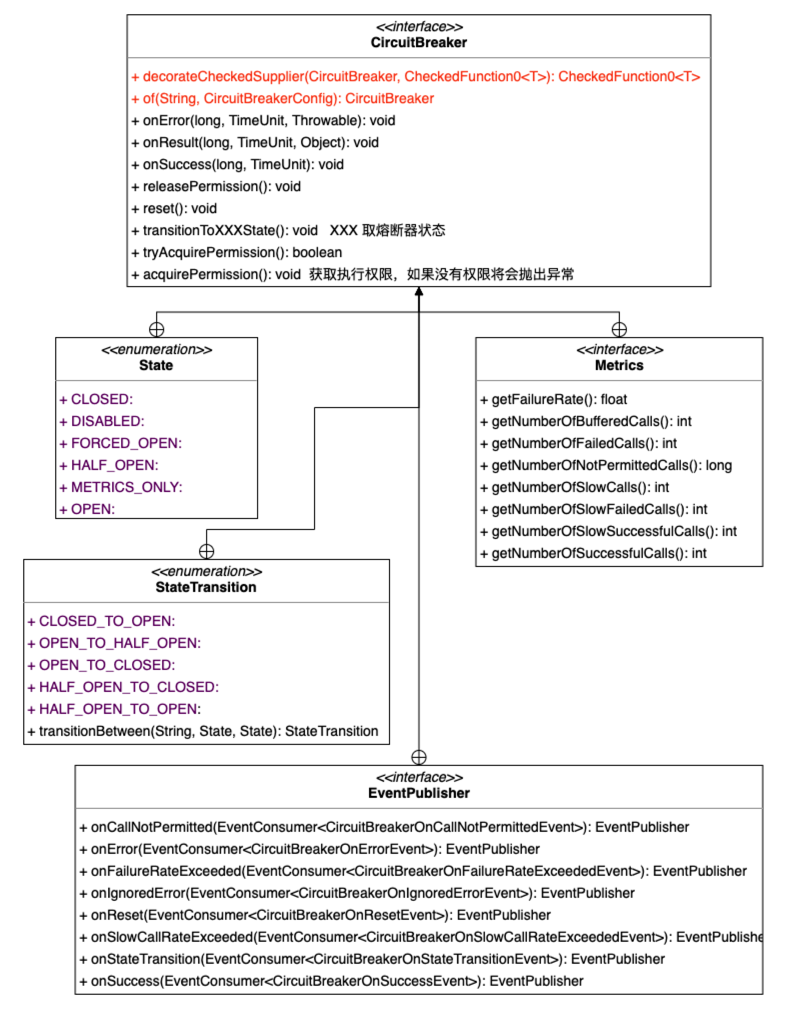 <<interface>>
CircuitBreaker
+ decorateCheckedSupplier(CircuitBreaker, CheckedFunction0<T>): CheckedFunction0<T>
+ of(String, CircuitBreakerConfig): CircuitBreaker
+ onError(long, TimeUnit, Throwable): void
+ onResult(long, TimeUnit, Object): void
+ onSuccess(long, TimeUnit): void
+ releasePermission(): void
+ reset(): void
+ transitionToXXXState(): void XXX 取熔断器状态
+ tryAcquirePermission(): boolean
+ acquirePermission(): void 获取执行权限，如果没有权限将会抛出异常
<<enumeration>>
State
+ CLOSED:
+ DISABLED:
+ FORCED_OPEN:
+ HALF_OPEN:
+ METRICS_ONLY:
+ OPEN:
<<interface>>
Metrics
+ getFailureRate(): float
+ getNumberOfBufferedCalls(): int
+ getNumberOfFailedCalls(): int
+ getNumberOfNotPermittedCalls(): long
+ getNumberOfSlowCalls(): int
+ getNumberOfSlowFailedCalls(): int
+ getNumberOfSlowSuccessfulCalls(): int
+ getNumberOfSuccessfulCalls(): int
<<enumeration>>
StateTransition
+ CLOSED_TO_OPEN:
+ OPEN_TO_HALF_OPEN:
+ OPEN_TO_CLOSED:
+ HALF_OPEN_TO_CLOSED:
+ HALF_OPEN_TO_OPEN:
+ transitionBetween(String, State, State): StateTransition
<<interface>>
EventPublisher
+ onCallNotPermitted(EventConsumer<CircuitBreakerOnCallNotPermittedEvent>): EventPublisher
+ onError(EventConsumer<CircuitBreakerOnErrorEvent>): EventPublisher
+ onFailureRateExceeded(EventConsumer<CircuitBreakerOnFailureRateExceededEvent>): EventPublisher
+ onIgnoredError(EventConsumer<CircuitBreakerOnIgnoredErrorEvent>): EventPublisher
+ onReset(EventConsumer<CircuitBreakerOnResetEvent>): EventPublisher
+ onSlowCallRateExceeded(EventConsumer<CircuitBreakerOnSlowCallRateExceededEvent>): EventPublishe
+ onStateTransition(EventConsumer<CircuitBreakerOnStateTransitionEvent>): EventPublisher
+ onSuccess(EventConsumer<CircuitBreakerOnSuccessEvent>): EventPublisher